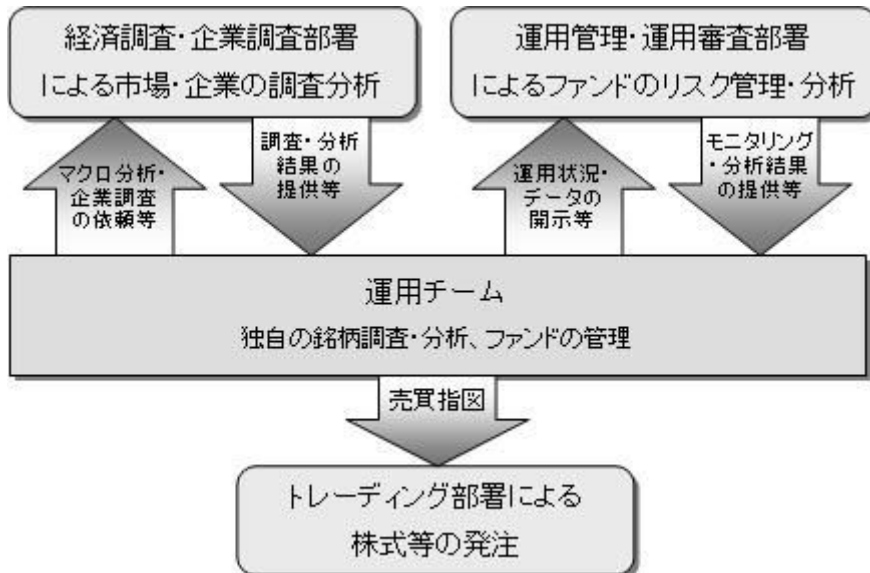 経済調査・企業調査部署
による市場・企業の調査分析
運用管理・運用審査部署
によるファンドのリスク管理・分析
マクロ分析・
企業調査
の依頼等
調査・分析
結果の
提供等
運用状況・
データの
開示等
モニタリング
・分析結果
の提供等
運用チーム
独自の銘柄調査・分析、ファンドの管理
売買指図
トレーディング部署による
株式等の発注